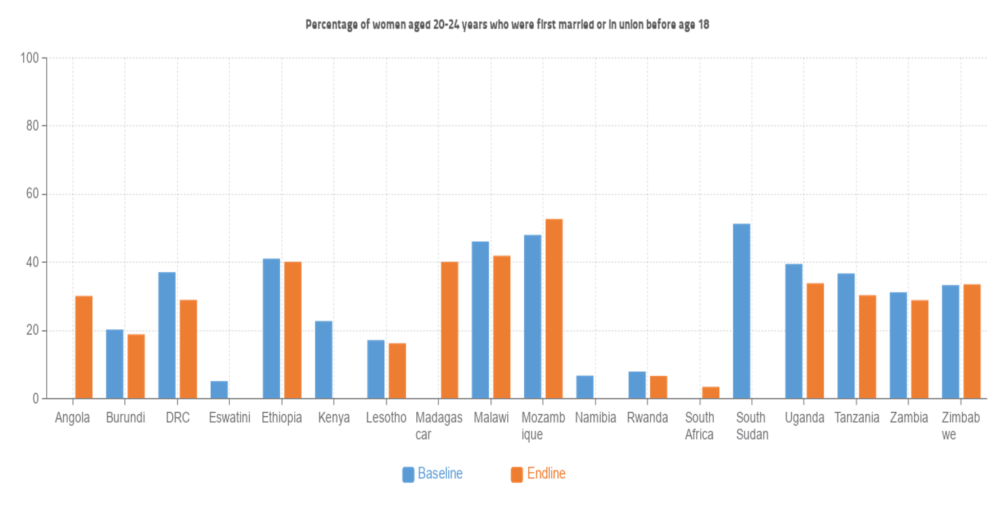 Percentage of women aged 20-24 years who were first married or in union before age 18
100
80
60
40
20
0
Angola Burundi DRC Eswatini Ethiopia Kenya Lesotho Madagas Malawi Mozamb Namibia Rwanda South South Uganda Tanzania Zambia Zimbab
car ique Africa Sudan we
Baseline Endline